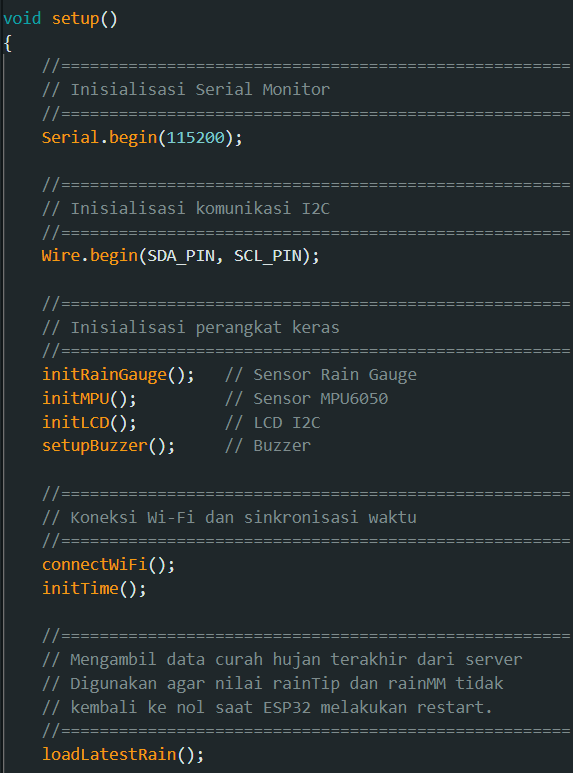 void setup()
{
    //=====================================================
    // Inisialisasi Serial Monitor
    //=====================================================
    Serial.begin(115200);

    //=====================================================
    // Inisialisasi komunikasi I2C
    //=====================================================
    Wire.begin(SDA_PIN, SCL_PIN);

    //=====================================================
    // Inisialisasi perangkat keras
    //=====================================================
    initRainGauge();   // Sensor Rain Gauge
    initMPU();         // Sensor MPU6050
    initLCD();         // LCD I2C
    setupBuzzer();     // Buzzer

    //=====================================================
    // Koneksi Wi-Fi dan sinkronisasi waktu
    //=====================================================
    connectWiFi();
    initTime();

    //=====================================================
    // Mengambil data curah hujan terakhir dari server
    // Digunakan agar nilai rainTip dan rainMM tidak
    // kembali ke nol saat ESP32 melakukan restart.
    //=====================================================
    loadLatestRain();